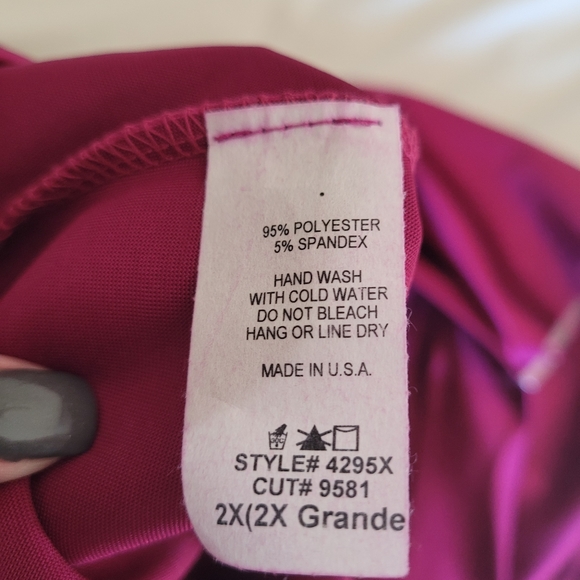 95% POLYESTER
5% SPANDEX
HAND WASH
WITH COLD WATER
DO NOT BLEACH
HANG OR LINE DRY
MADE IN U.S.A.
STYLE# 4295X
CUT# 9581
2X(2X Grande